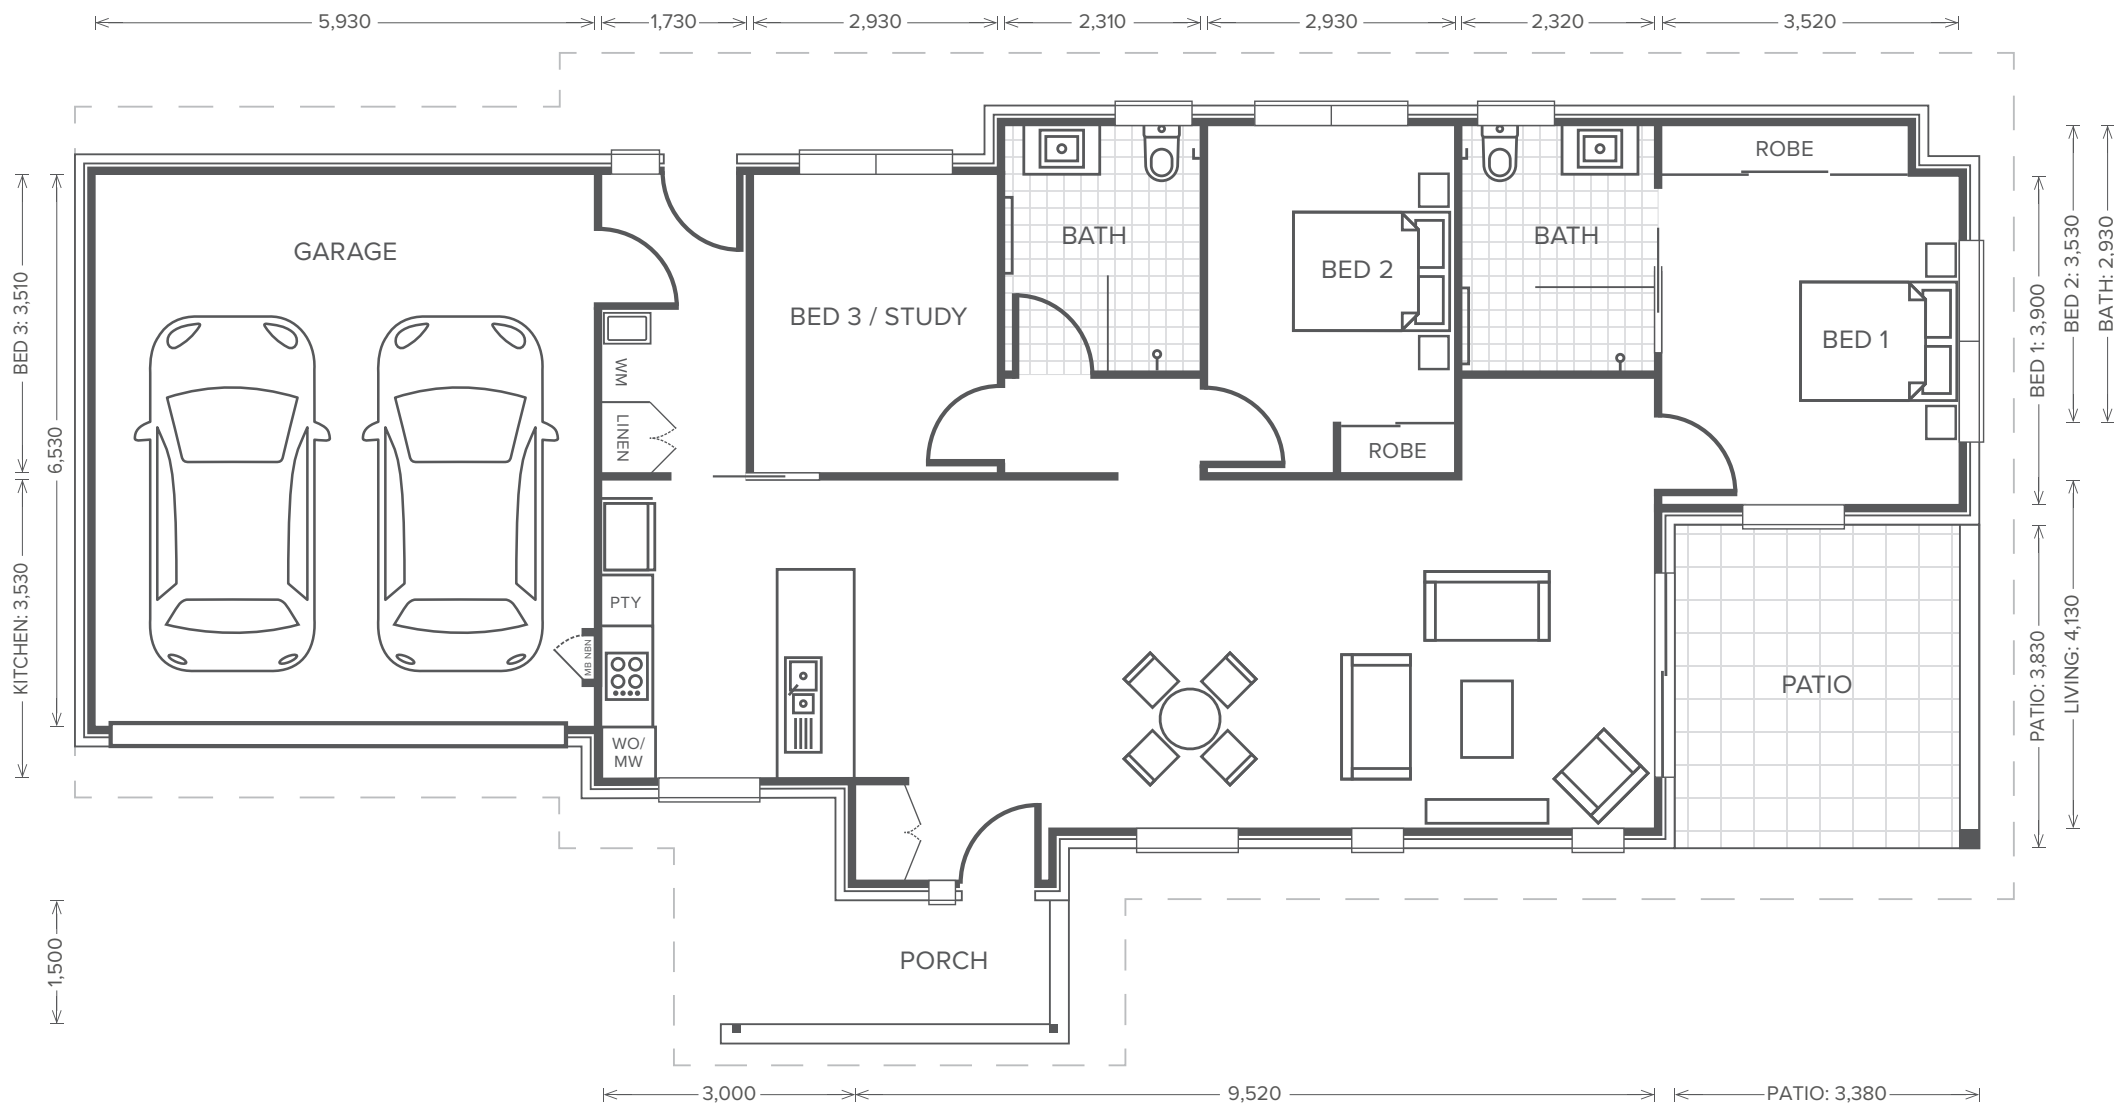 5,930
1,730
2,930
2,310
2,930
2,320
3,520
ROBE
GARAGE
BATH
BED 2
BATH
BED 3 / STUDY
BED 1
WM
LINEN
ROBE
PTY
MB NBN
WO/
MW
PATIO
PORCH
BED 3: 3,510
KITCHEN: 3,530
6,530
1,500
BED 1: 3,900
PATIO: 3,830
BED 2: 3,530
LIVING: 4,130
BATH: 2,930
3,000
9,520
PATIO: 3,380